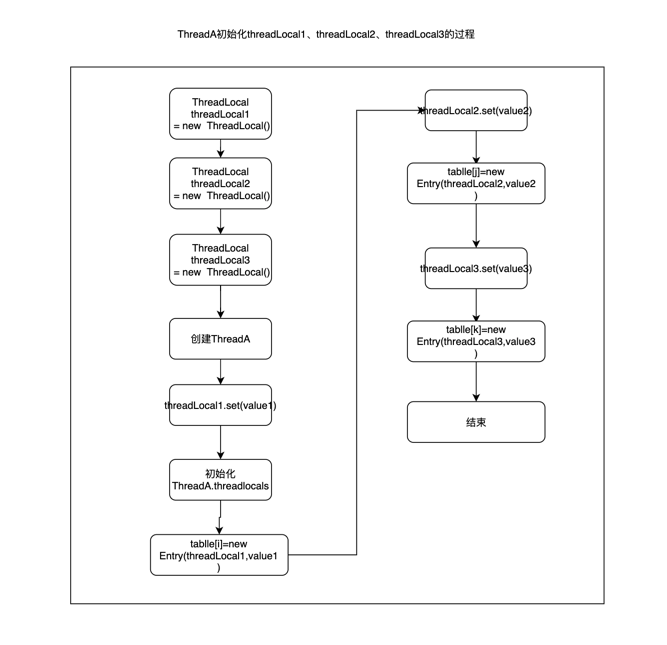 ThreadA初始化threadLocal1、threadLocal2、threadLocal3的过程
ThreadLocal
threadLocal1
= new ThreadLocal()
ThreadLocal
threadLocal2
= new ThreadLocal()
ThreadLocal
threadLocal3
= new ThreadLocal()
创建ThreadA
threadLocal1.set(value1)
初始化
ThreadA.threadlocals
tablle[i]=new
Entry(threadLocal1,value1
)
threadLocal2.set(value2)
tablle[j]=new
Entry(threadLocal2,value2
)
threadLocal3.set(value3)
tablle[k]=new
Entry(threadLocal3,value3
)
结束